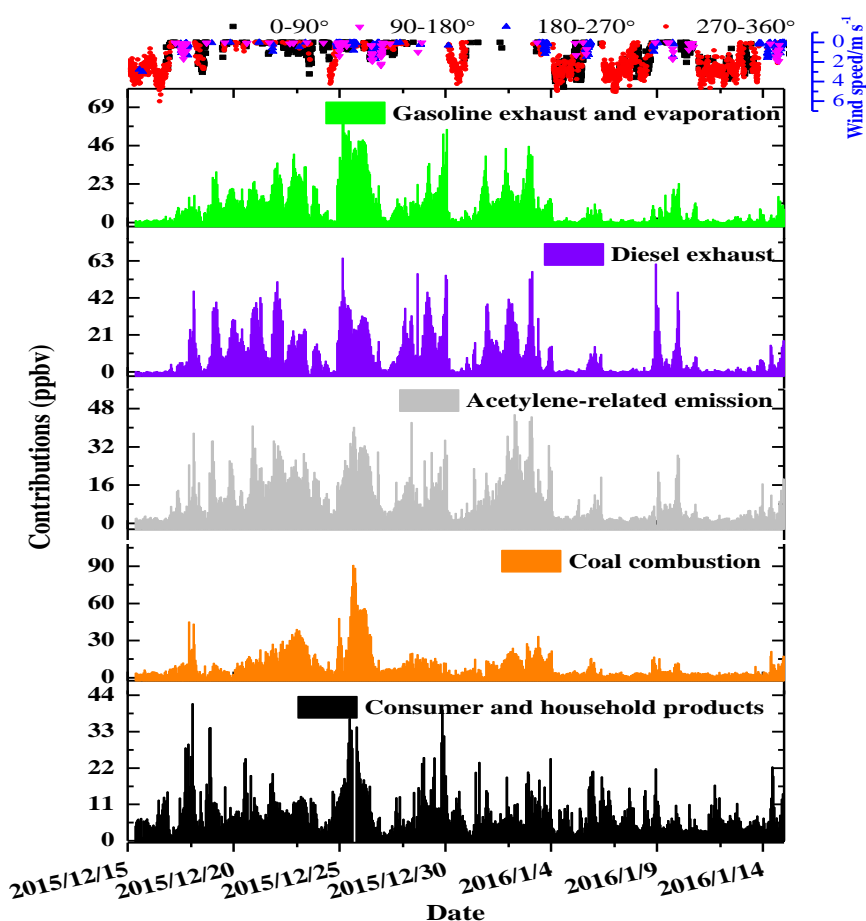 0-90° 90-180° 180-270° 270-360°
0
2
4
6
Wind speed/m s⁻¹
Gasoline exhaust and evaporation
69
46
23
0
Diesel exhaust
63
42
21
0
Acetylene-related emission
48
32
16
0
Coal combustion
90
60
30
0
Consumer and household products
44
33
22
11
0
Contributions (ppbv)
2015/12/15 2015/12/20 2015/12/25 2015/12/30 2016/1/4 2016/1/9 2016/1/14
Date